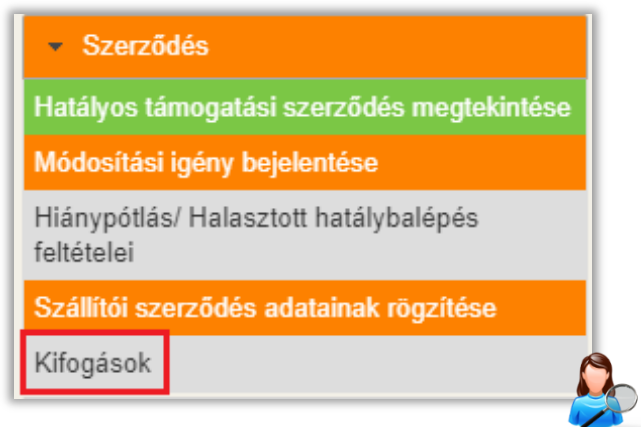 Szerződés
Hatályos támogatási szerződés megtekintése
Módosítási igény bejelentése
Hiánypótlás/ Halasztott hatálybalépés
feltételei
Szállítói szerződés adatainak rögzítése
Kifogások